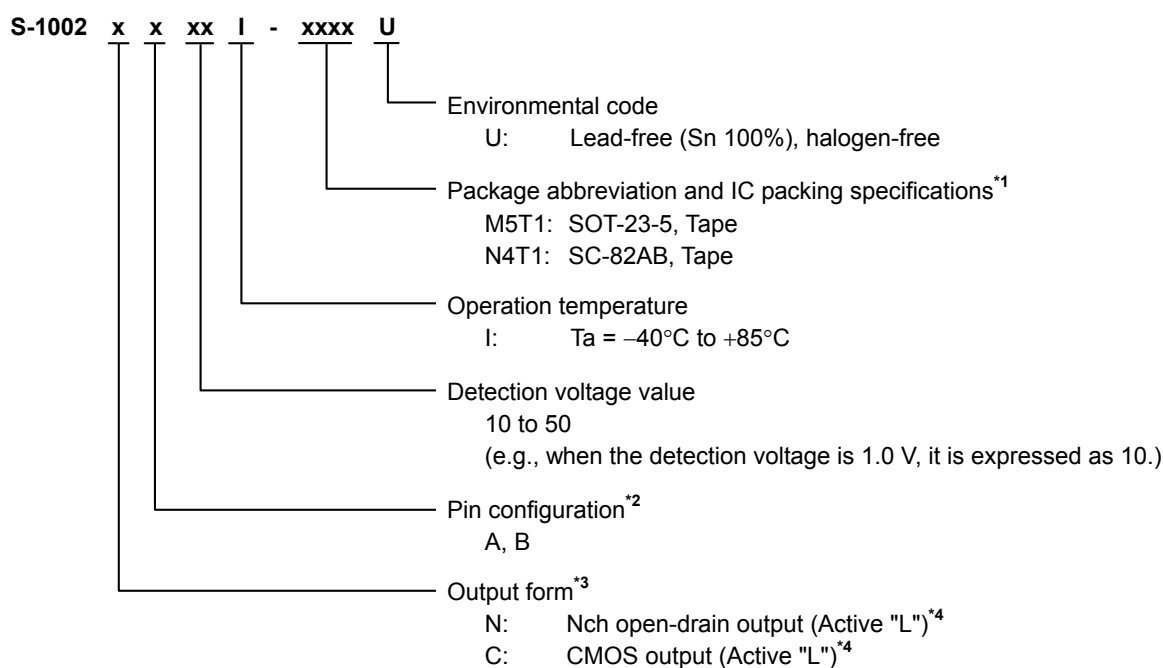 S-1002 x x xx I - xxxx U
Environmental code
U: Lead-free (Sn 100%), halogen-free
Package abbreviation and IC packing specifications*1
M5T1: SOT-23-5, Tape
N4T1: SC-82AB, Tape
Operation temperature
I: Ta = −40°C to +85°C
Detection voltage value
10 to 50
(e.g., when the detection voltage is 1.0 V, it is expressed as 10.)
Pin configuration*2
A, B
Output form*3
N: Nch open-drain output (Active "L")*4
C: CMOS output (Active "L")*4